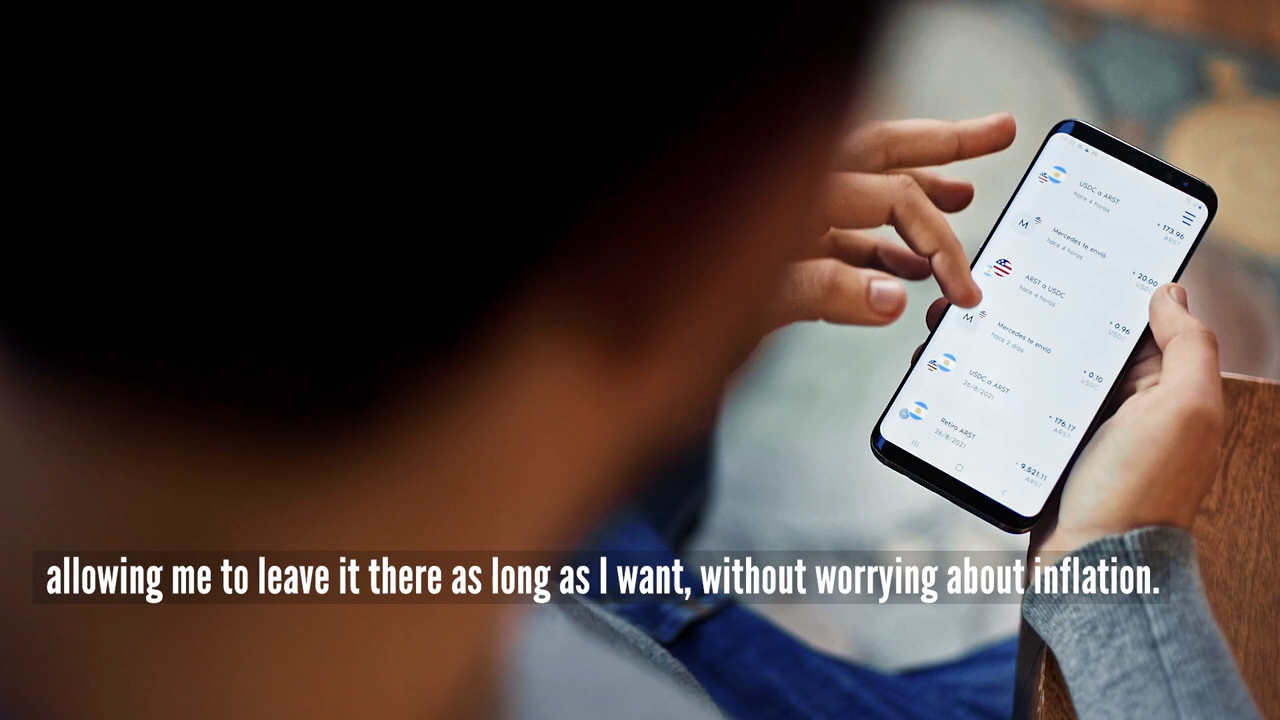 USDC a ARST
hace 4 horas
- 173.96
ARST
M
Mercedes te envío
hace 4 horas
+ 20.00
USDC
ARST a USDC
hace 4 horas
+ 0.96
USDC
M
Mercedes te envío
hace 2 días
+ 0.10
USDC
USDC a ARST
26/8/2021
+ 176.17
ARST
Retiro ARST
26/8/2021
- 9,521.11
ARST
allowing me to leave it there as long as I want, without worrying about inflation.